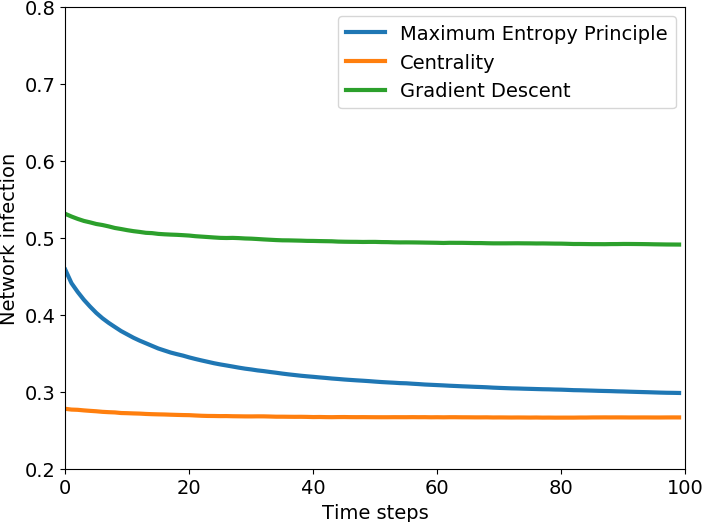 0.8
0.7
0.6
0.5
0.4
0.3
0.2
Network infection
Maximum Entropy Principle
Centrality
Gradient Descent
0 20 40 60 80 100
Time steps